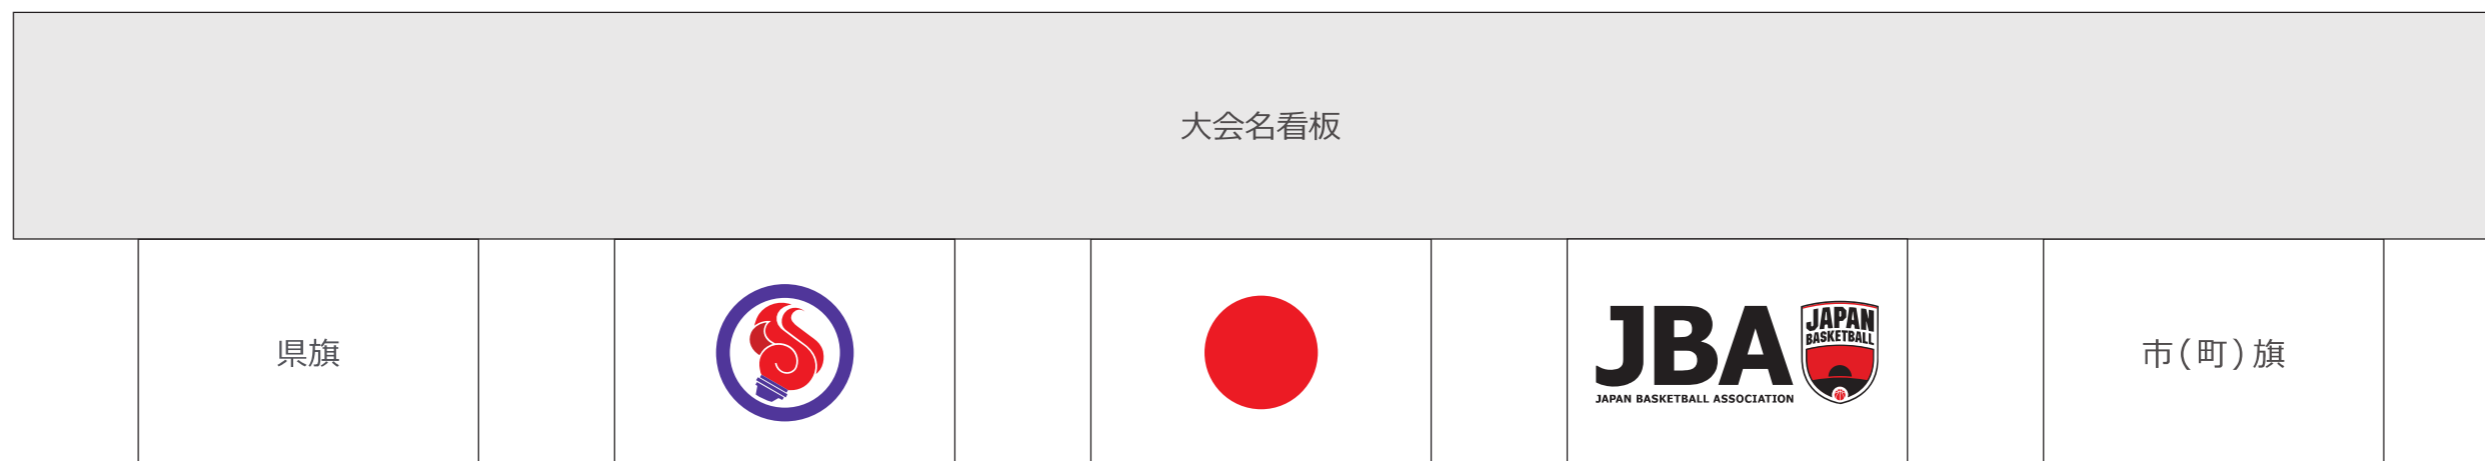 大会名看板
県旗
JBA
JAPAN BASKETBALL ASSOCIATION
JAPAN
BASKETBALL
市(町)旗